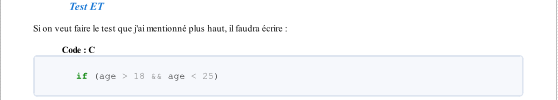 Test ET
Si on veut faire le test que j'ai mentionné plus haut, il faudra écrire :
Code : C
if (age > 18 && age < 25)